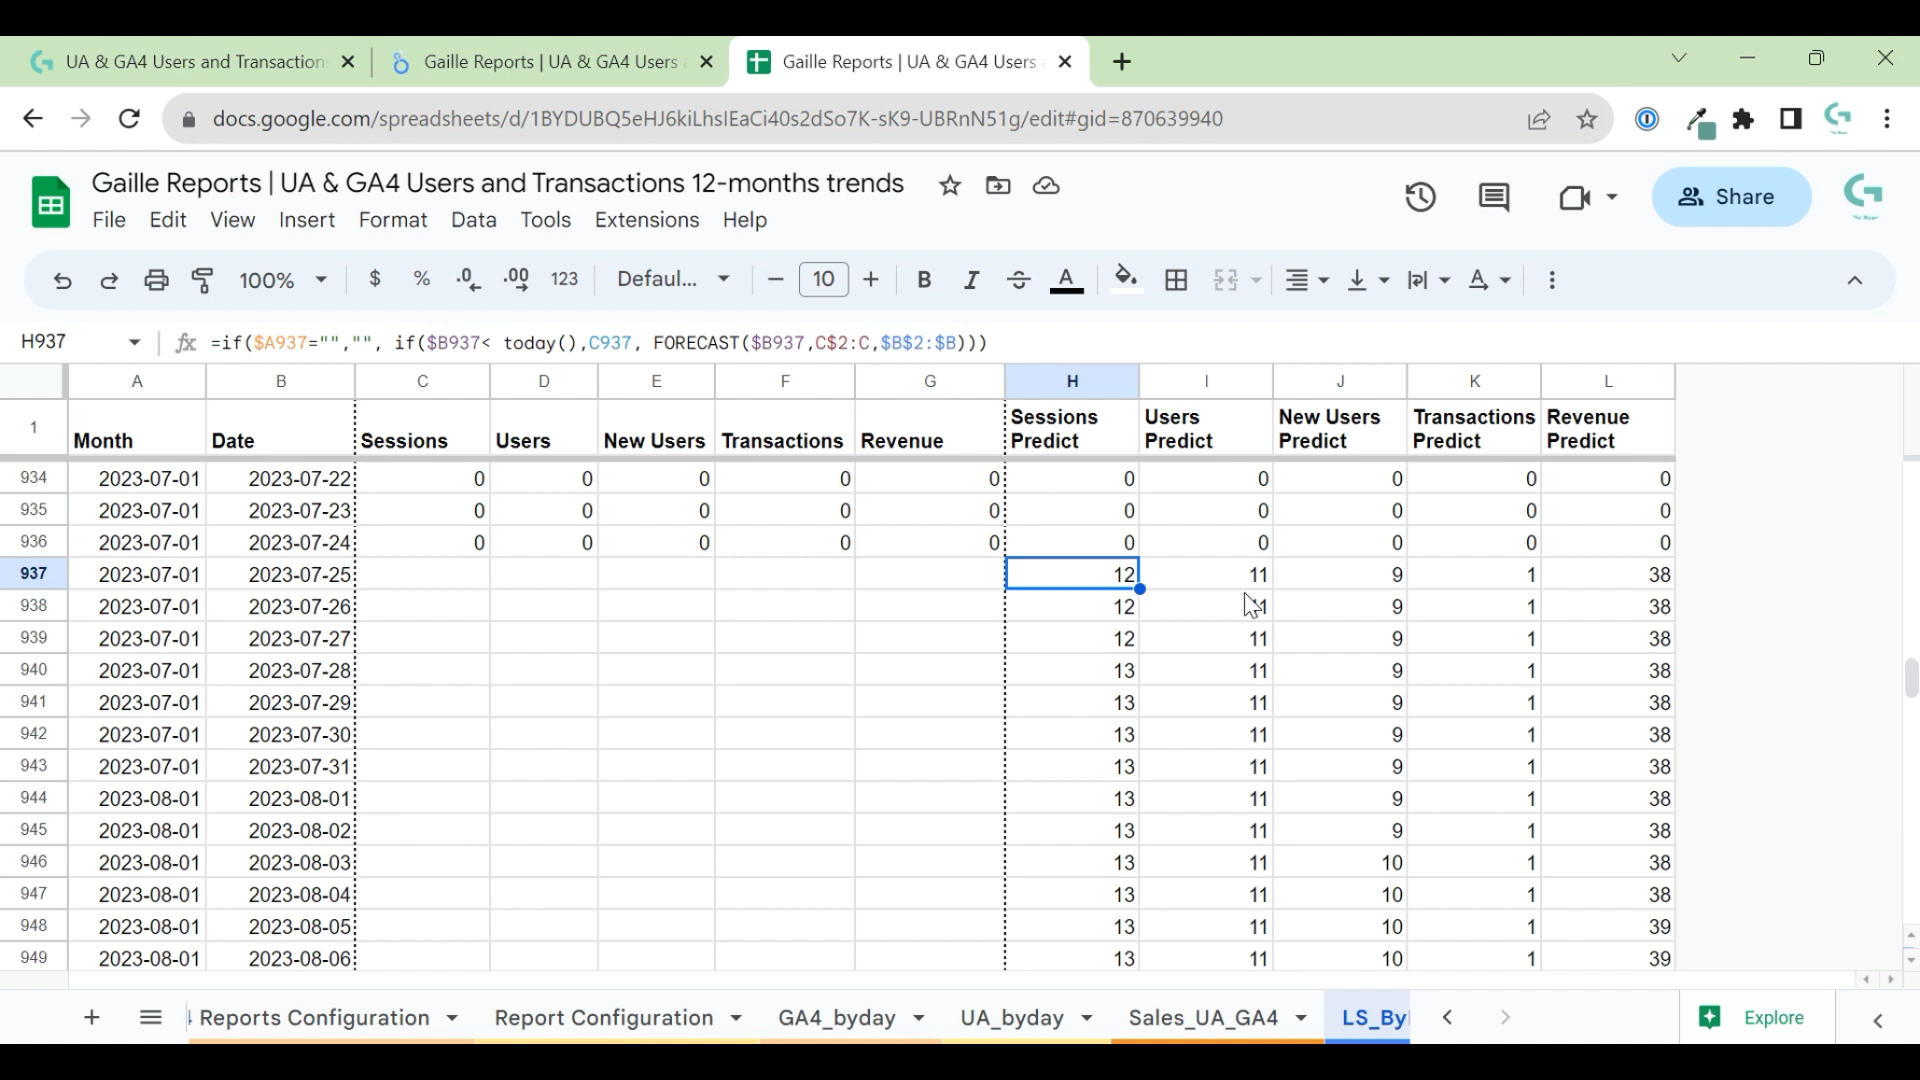 UA & GA4 Users and Transaction
Gaille Reports | UA & GA4 Users
Gaille Reports | UA & GA4 Users
docs.google.com/spreadsheets/d/1BYDUBQ5eHJ6kiLhslEaCi40s2dSo7K-sK9-UBRnN51g/edit#gid=870639940
Gaille Reports | UA & GA4 Users and Transactions 12-months trends
File Edit View Insert Format Data Tools Extensions Help
Share
100% $ % .0 .00 123 Defaul... 10 B I S A
H937 fx =if($A937="","", if($B937< today(),C937, FORECAST($B937,C$2:C,$B$2:$B)))
A B C D E F G H I J K L
1 Month Date Sessions Users New Users Transactions Revenue Sessions Predict Users Predict New Users Predict Transactions Predict Revenue Predict
934 2023-07-01 2023-07-22 0 0 0 0 0 0 0 0 0 0
935 2023-07-01 2023-07-23 0 0 0 0 0 0 0 0 0 0
936 2023-07-01 2023-07-24 0 0 0 0 0 0 0 0 0 0
937 2023-07-01 2023-07-25 12 11 9 1 38
938 2023-07-01 2023-07-26 12 11 9 1 38
939 2023-07-01 2023-07-27 12 11 9 1 38
940 2023-07-01 2023-07-28 13 11 9 1 38
941 2023-07-01 2023-07-29 13 11 9 1 38
942 2023-07-01 2023-07-30 13 11 9 1 38
943 2023-07-01 2023-07-31 13 11 9 1 38
944 2023-08-01 2023-08-01 13 11 9 1 38
945 2023-08-01 2023-08-02 13 11 9 1 38
946 2023-08-01 2023-08-03 13 11 10 1 38
947 2023-08-01 2023-08-04 13 11 10 1 38
948 2023-08-01 2023-08-05 13 11 10 1 39
949 2023-08-01 2023-08-06 13 11 10 1 39
Reports Configuration Report Configuration GA4_byday UA_byday Sales_UA_GA4 LS_By Explore